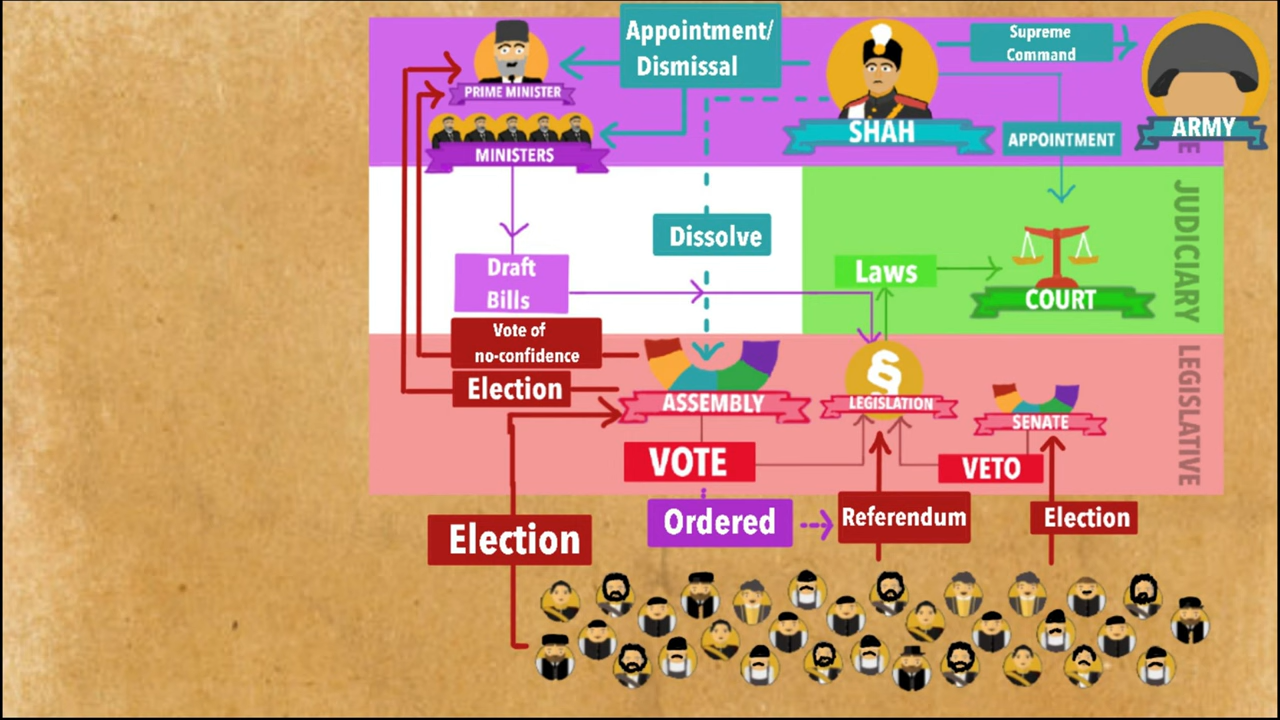 Appointment/
Dismissal
Supreme
Command
PRIME MINISTER
SHAH
APPOINTMENT
ARMY
MINISTERS
JUDICIARY
Dissolve
Draft
Bills
Laws
COURT
Vote of
no-confidence
Election
ASSEMBLY
LEGISLATION
§
SENATE
LEGISLATIVE
VOTE
VETO
Ordered
Referendum
Election
Election